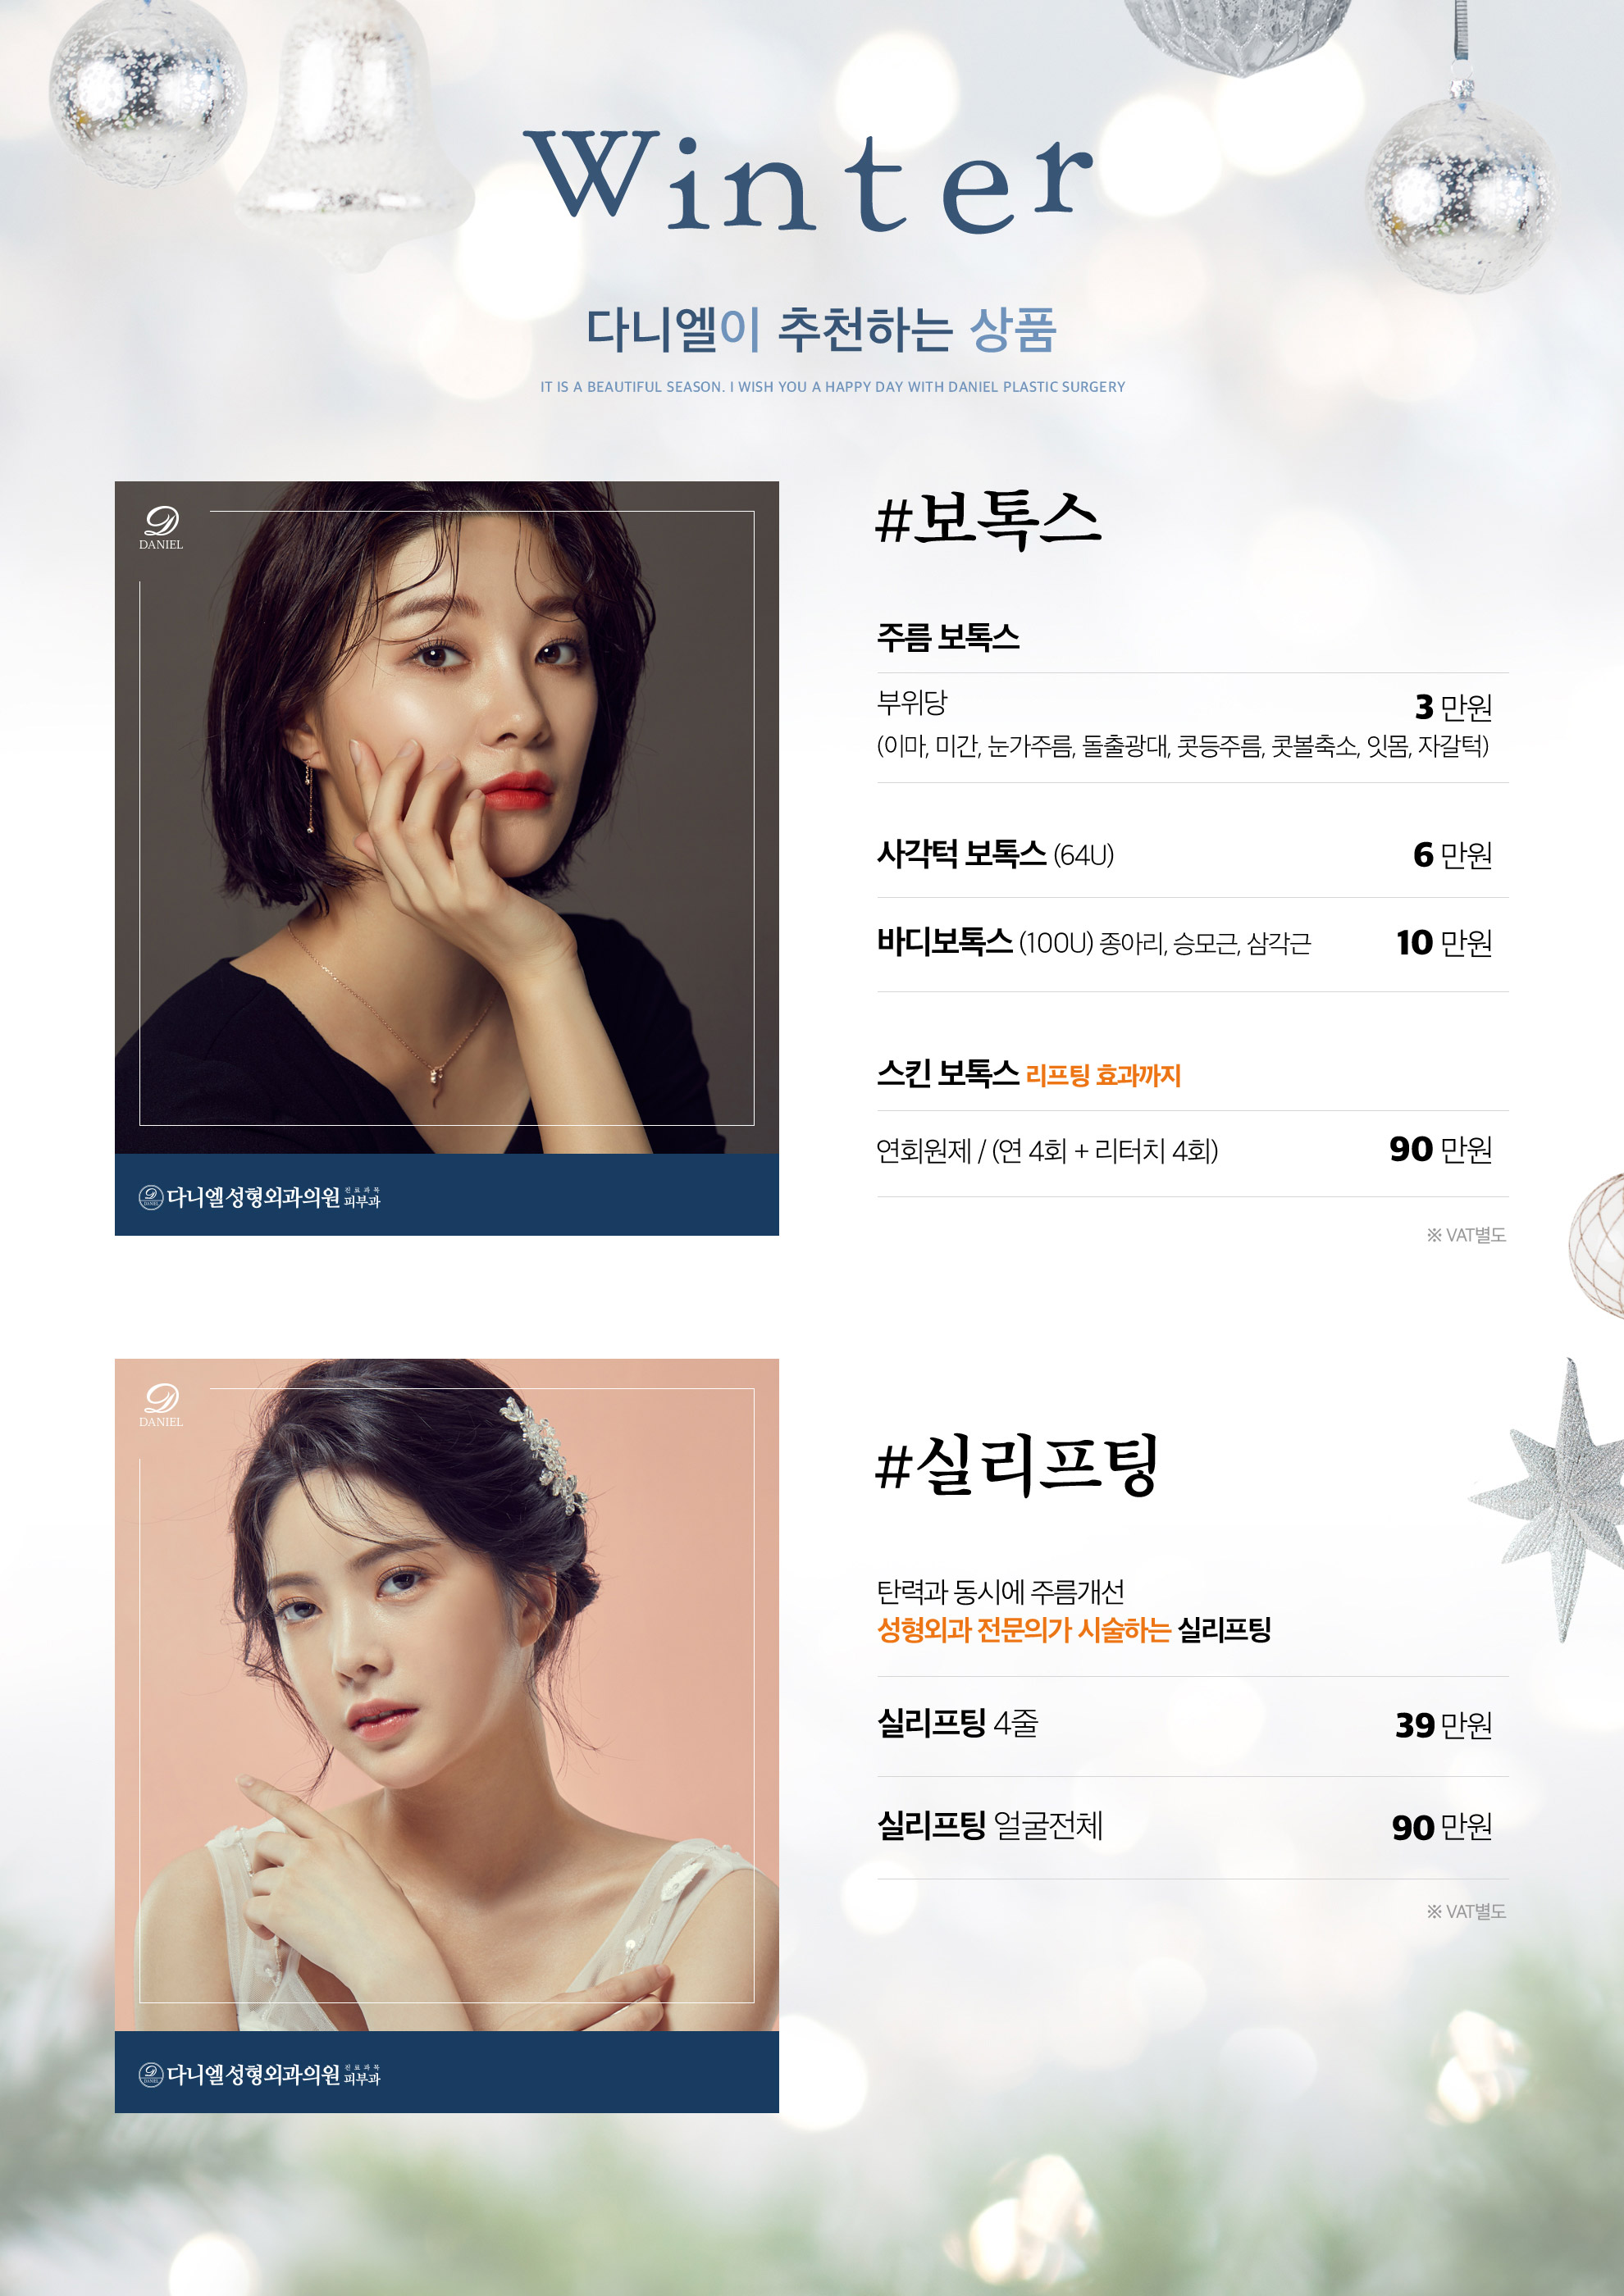 Winter
다니엘이 추천하는 상품
IT IS A BEAUTIFUL SEASON. I WISH YOU A HAPPY DAY WITH DANIEL PLASTIC SURGERY
DANIEL
다니엘성형외과의원 진료과목 피부과
#보톡스
주름 보톡스
부위당 3 만원
(이마, 미간, 눈가주름, 돌출광대, 콧등주름, 콧볼축소, 잇몸, 자갈턱)
사각턱 보톡스 (64U) 6 만원
바디보톡스 (100U) 종아리, 승모근, 삼각근 10 만원
스킨 보톡스 리프팅 효과까지
연회원제 / (연 4회 + 리터치 4회) 90 만원
※ VAT별도
DANIEL
다니엘성형외과의원 진료과목 피부과
#실리프팅
탄력과 동시에 주름개선
성형외과 전문의가 시술하는 실리프팅
실리프팅 4줄 39 만원
실리프팅 얼굴전체 90 만원
※ VAT별도